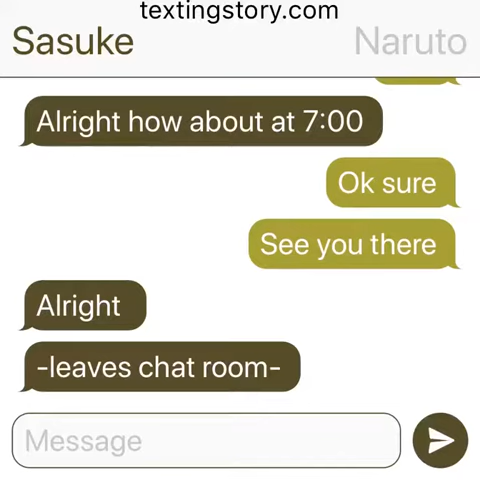 textingstory.com
Sasuke
Naruto
Alright how about at 7:00
Ok sure
See you there
Alright
-leaves chat room-
Message